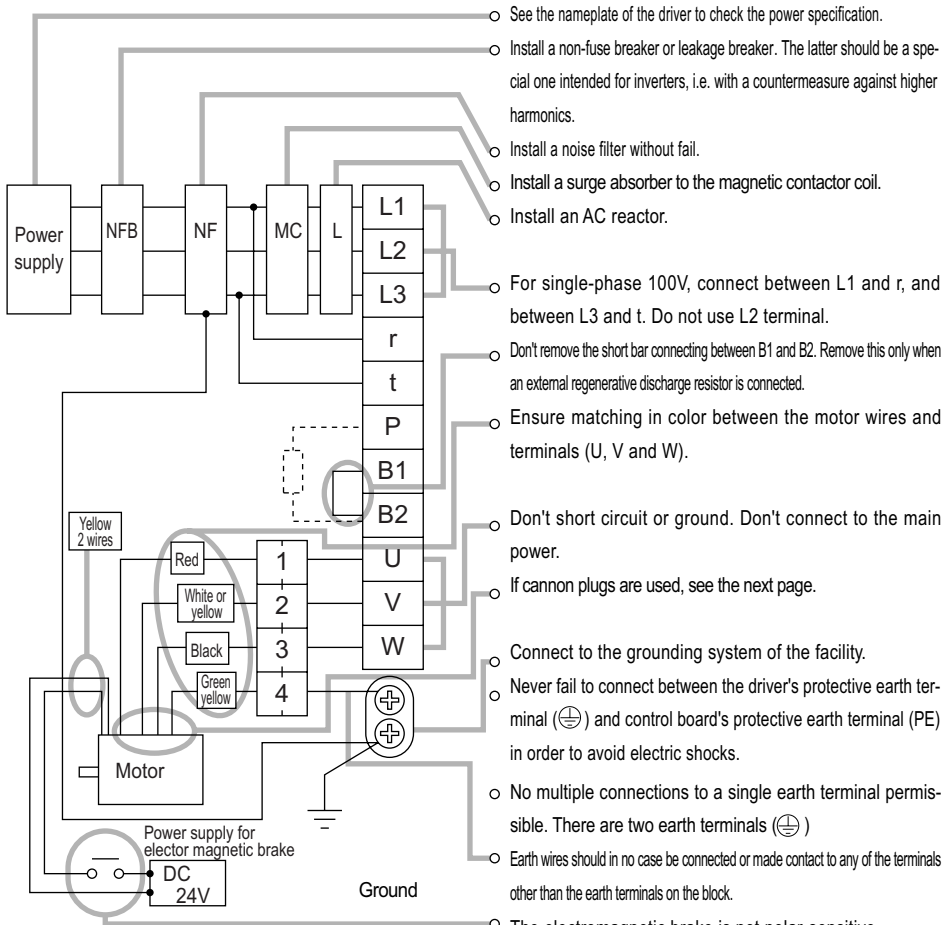 See the nameplate of the driver to check the power specification.
Install a non-fuse breaker or leakage breaker. The latter should be a spe-
cial one intended for inverters, i.e. with a countermeasure against higher
harmonics.
Install a noise filter without fail.
Install a surge absorber to the magnetic contactor coil.
Install an AC reactor.
For single-phase 100V, connect between L1 and r, and
between L3 and t. Do not use L2 terminal.
Don't remove the short bar connecting between B1 and B2. Remove this only when
an external regenerative discharge resistor is connected.
Ensure matching in color between the motor wires and
terminals (U, V and W).
Don't short circuit or ground. Don't connect to the main
power.
If cannon plugs are used, see the next page.
Connect to the grounding system of the facility.
Never fail to connect between the driver's protective earth ter-
minal ( ) and control board's protective earth terminal (PE)
in order to avoid electric shocks.
No multiple connections to a single earth terminal permis-
sible. There are two earth terminals ( )
Earth wires should in no case be connected or made contact to any of the terminals
other than the earth terminals on the block.
The electromagnetic brake is not polar sensitive
Power
supply
NFB
NF
MC
L
L1
L2
L3
r
t
P
B1
B2
U
V
W
Yellow
2 wires
Red
White or
yellow
Black
Green
yellow
1
2
3
4
Motor
Power supply for
elector magnetic brake
DC
24V
Ground